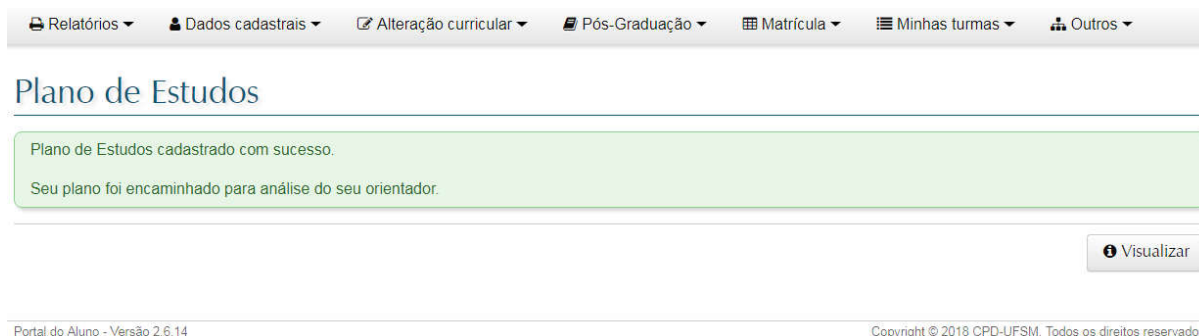 Relatórios Dados cadastrais Alteração curricular Pós-Graduação Matrícula Minhas turmas Outros
Plano de Estudos
Plano de Estudos cadastrado com sucesso.
Seu plano foi encaminhado para análise do seu orientador.
Visualizar
Portal do Aluno - Versão 2.6.14 Copyright © 2018 CPD-UFSM. Todos os direitos reservado